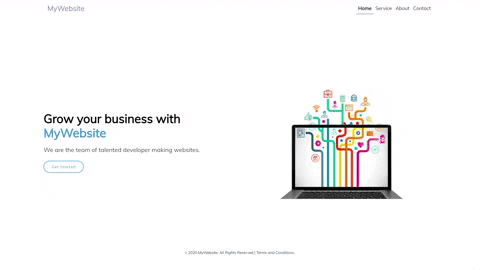 MyWebsite
Home Service About Contact
Grow your business with
MyWebsite
We are the team of talented developer making websites.
Get Started
© 2020 MyWebsite. All Rights Reserved | Terms and Conditions